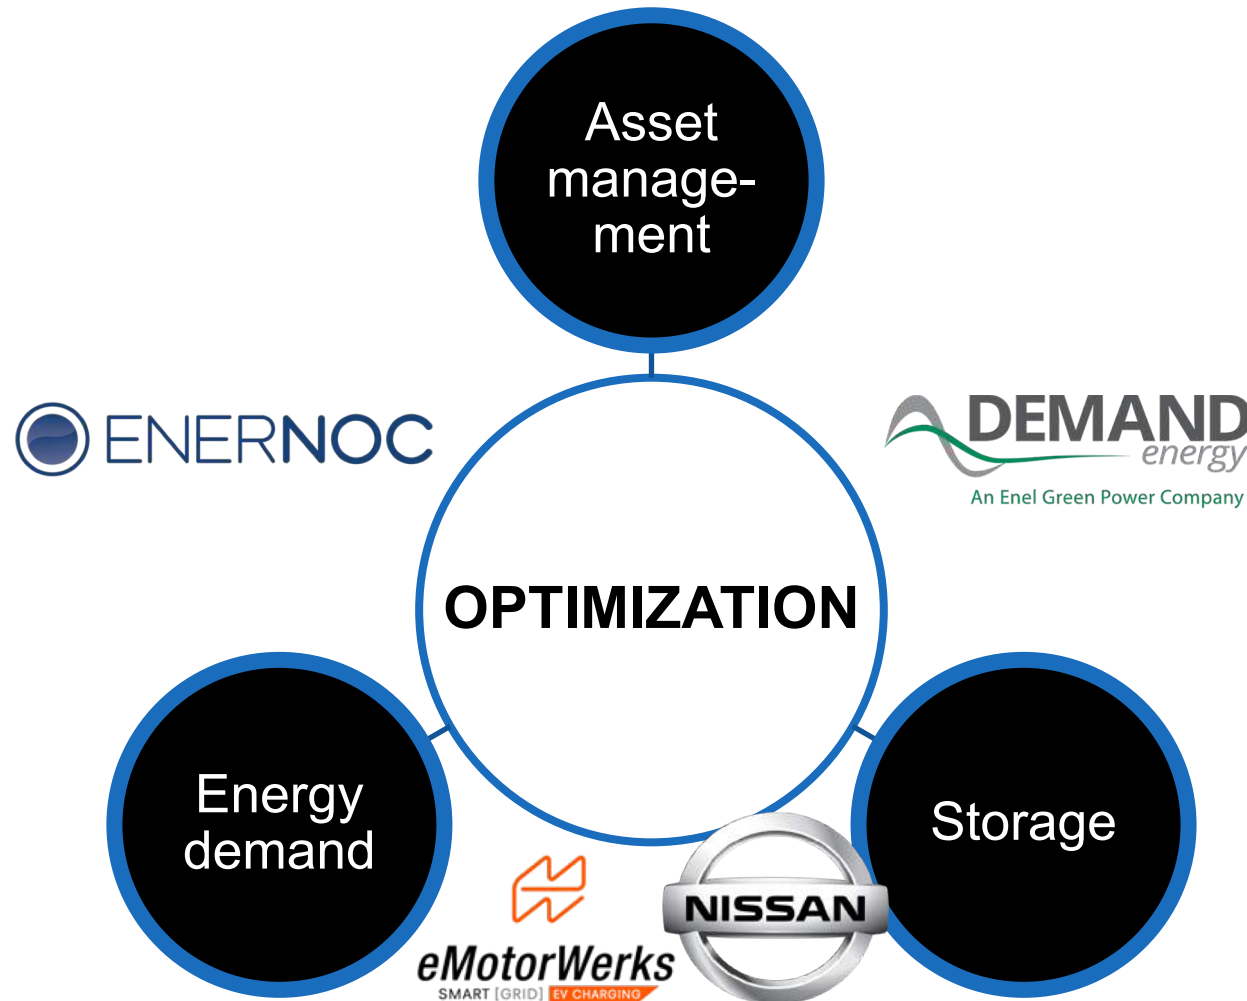 Asset
manage-
ment
ENERNOC
DEMAND
energy
An Enel Green Power Company
OPTIMIZATION
Energy
demand
Storage
NISSAN
eMotorWerks
SMART [GRID] EV CHARGING